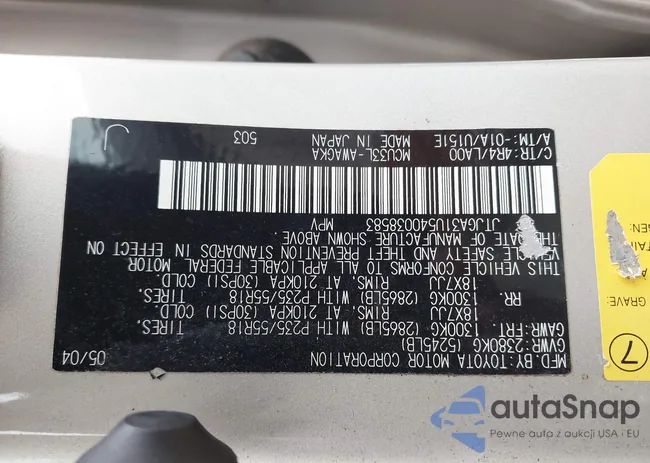 MFD.BY:TOYOTA MOTOR CORPORATION 05/04
GVWR:2380KG(5245LB)
GAWR:FRT. 1300KG (2865LB) WITH P235/55R18 TIRES,
18X7JJ RIMS, AT 210KPA (30PSI) COLD.
RR. 1300KG (2865LB) WITH P235/55R18 TIRES,
18X7JJ RIMS, AT 210KPA (30PSI) COLD.
THIS VEHICLE CONFORMS TO ALL APPLICABLE FEDERAL MOTOR
VEHICLE SAFETY AND THEFT PREVENTION STANDARDS IN EFFECT ON
THE DATE OF MANUFACTURE SHOWN ABOVE.
JTJGA31U540038583 MPV
C/TR:4R4/LA00 MCU33L-AWAGKA 503 J
A/TM:-01A/U151E MADE IN JAPAN
GRAVE.
7
autaSnap
Pewne auta z aukcji USA i EU